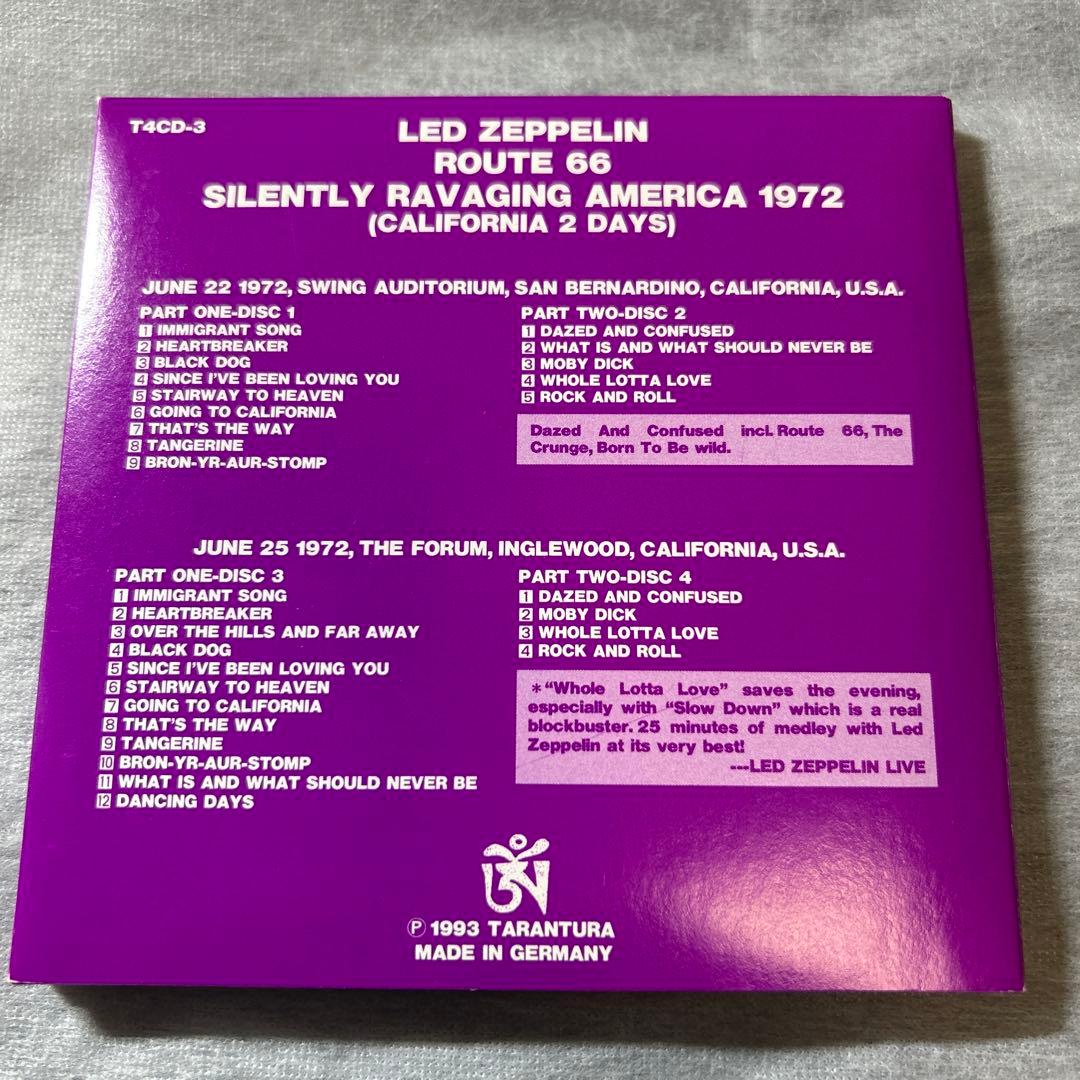 T4CD-3
LED ZEPPELIN
ROUTE 66
SILENTLY RAVAGING AMERICA 1972
(CALIFORNIA 2 DAYS)
JUNE 22 1972, SWING AUDITORIUM, SAN BERNARDINO, CALIFORNIA, U.S.A.
PART ONE-DISC 1
1 IMMIGRANT SONG
2 HEARTBREAKER
3 BLACK DOG
4 SINCE I'VE BEEN LOVING YOU
5 STAIRWAY TO HEAVEN
6 GOING TO CALIFORNIA
7 THAT'S THE WAY
8 TANGERINE
9 BRON-YR-AUR-STOMP
PART TWO-DISC 2
1 DAZED AND CONFUSED
2 WHAT IS AND WHAT SHOULD NEVER BE
3 MOBY DICK
4 WHOLE LOTTA LOVE
5 ROCK AND ROLL
Dazed And Confused incl. Route 66, The
Crunge, Born To Be wild.
JUNE 25 1972, THE FORUM, INGLEWOOD, CALIFORNIA, U.S.A.
PART ONE-DISC 3
1 IMMIGRANT SONG
2 HEARTBREAKER
3 OVER THE HILLS AND FAR AWAY
4 BLACK DOG
5 SINCE I'VE BEEN LOVING YOU
6 STAIRWAY TO HEAVEN
7 GOING TO CALIFORNIA
8 THAT'S THE WAY
9 TANGERINE
10 BRON-YR-AUR-STOMP
11 WHAT IS AND WHAT SHOULD NEVER BE
12 DANCING DAYS
PART TWO-DISC 4
1 DAZED AND CONFUSED
2 MOBY DICK
3 WHOLE LOTTA LOVE
4 ROCK AND ROLL
*"Whole Lotta Love" saves the evening,
especially with "Slow Down" which is a real
blockbuster. 25 minutes of medley with Led
Zeppelin at its very best!
---LED ZEPPELIN LIVE
ༀ
℗ 1993 TARANTURA
MADE IN GERMANY